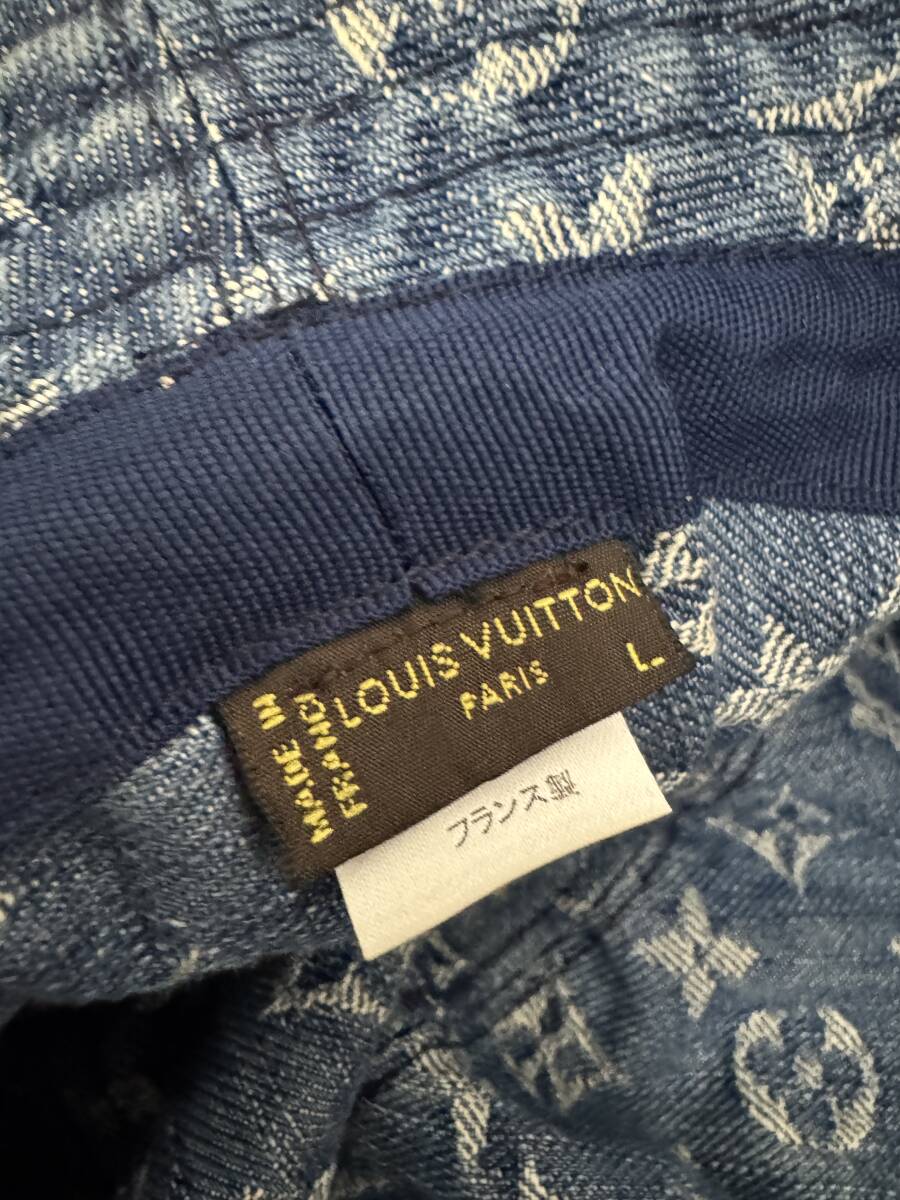 MADE IN
FRANCE
LOUIS VUITTON
PARIS
L
フランス製